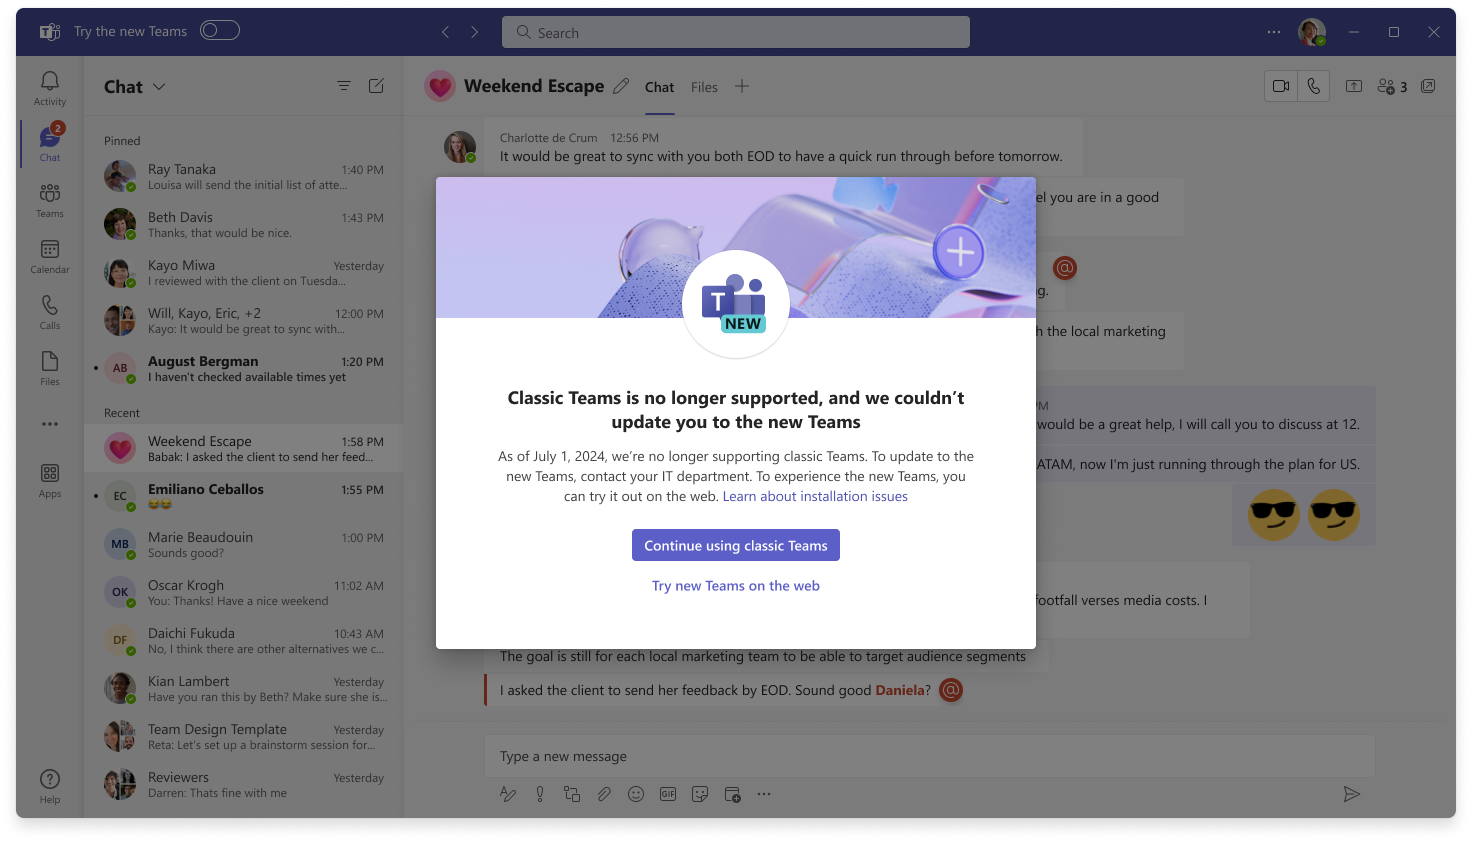 Try the new Teams
Search
Activity
2
Chat
Teams
Calendar
Calls
Files
Apps
Help
Chat
Pinned
Ray Tanaka 1:40 PM
Louisa will send the initial list of atte...
Beth Davis 1:43 PM
Thanks, that would be nice.
Kayo Miwa Yesterday
I reviewed with the client on Tuesda...
Will, Kayo, Eric, +2 12:00 PM
Kayo: It would be great to sync with...
AB
August Bergman 1:20 PM
I haven't checked available times yet
Recent
Weekend Escape 1:58 PM
Babak: I asked the client to send her feed...
EC
Emiliano Ceballos 1:55 PM
😂😂
MB
Marie Beaudouin 1:00 PM
Sounds good?
OK
Oscar Krogh 11:02 AM
You: Thanks! Have a nice weekend
DF
Daichi Fukuda 10:43 AM
No, I think there are other alternatives we c...
Kian Lambert Yesterday
Have you ran this by Beth? Make sure she is...
Team Design Template Yesterday
Reta: Let's set up a brainstorm session for...
Reviewers Yesterday
Darren: Thats fine with me
Weekend Escape Chat Files
3
Charlotte de Crum 12:56 PM
It would be great to sync with you both EOD to have a quick run through before tomorrow.
el you are in a good
@
g.
h the local marketing
PM
would be a great help, I will call you to discuss at 12.
ATAM, now I'm just running through the plan for US.
footfall verses media costs. I
The goal is still for each local marketing team to be able to target audience segments
I asked the client to send her feedback by EOD. Sound good Daniela? @
Type a new message
GIF
T
NEW
Classic Teams is no longer supported, and we couldn’t
update you to the new Teams
As of July 1, 2024, we’re no longer supporting classic Teams. To update to the
new Teams, contact your IT department. To experience the new Teams, you
can try it out on the web. Learn about installation issues
Continue using classic Teams
Try new Teams on the web